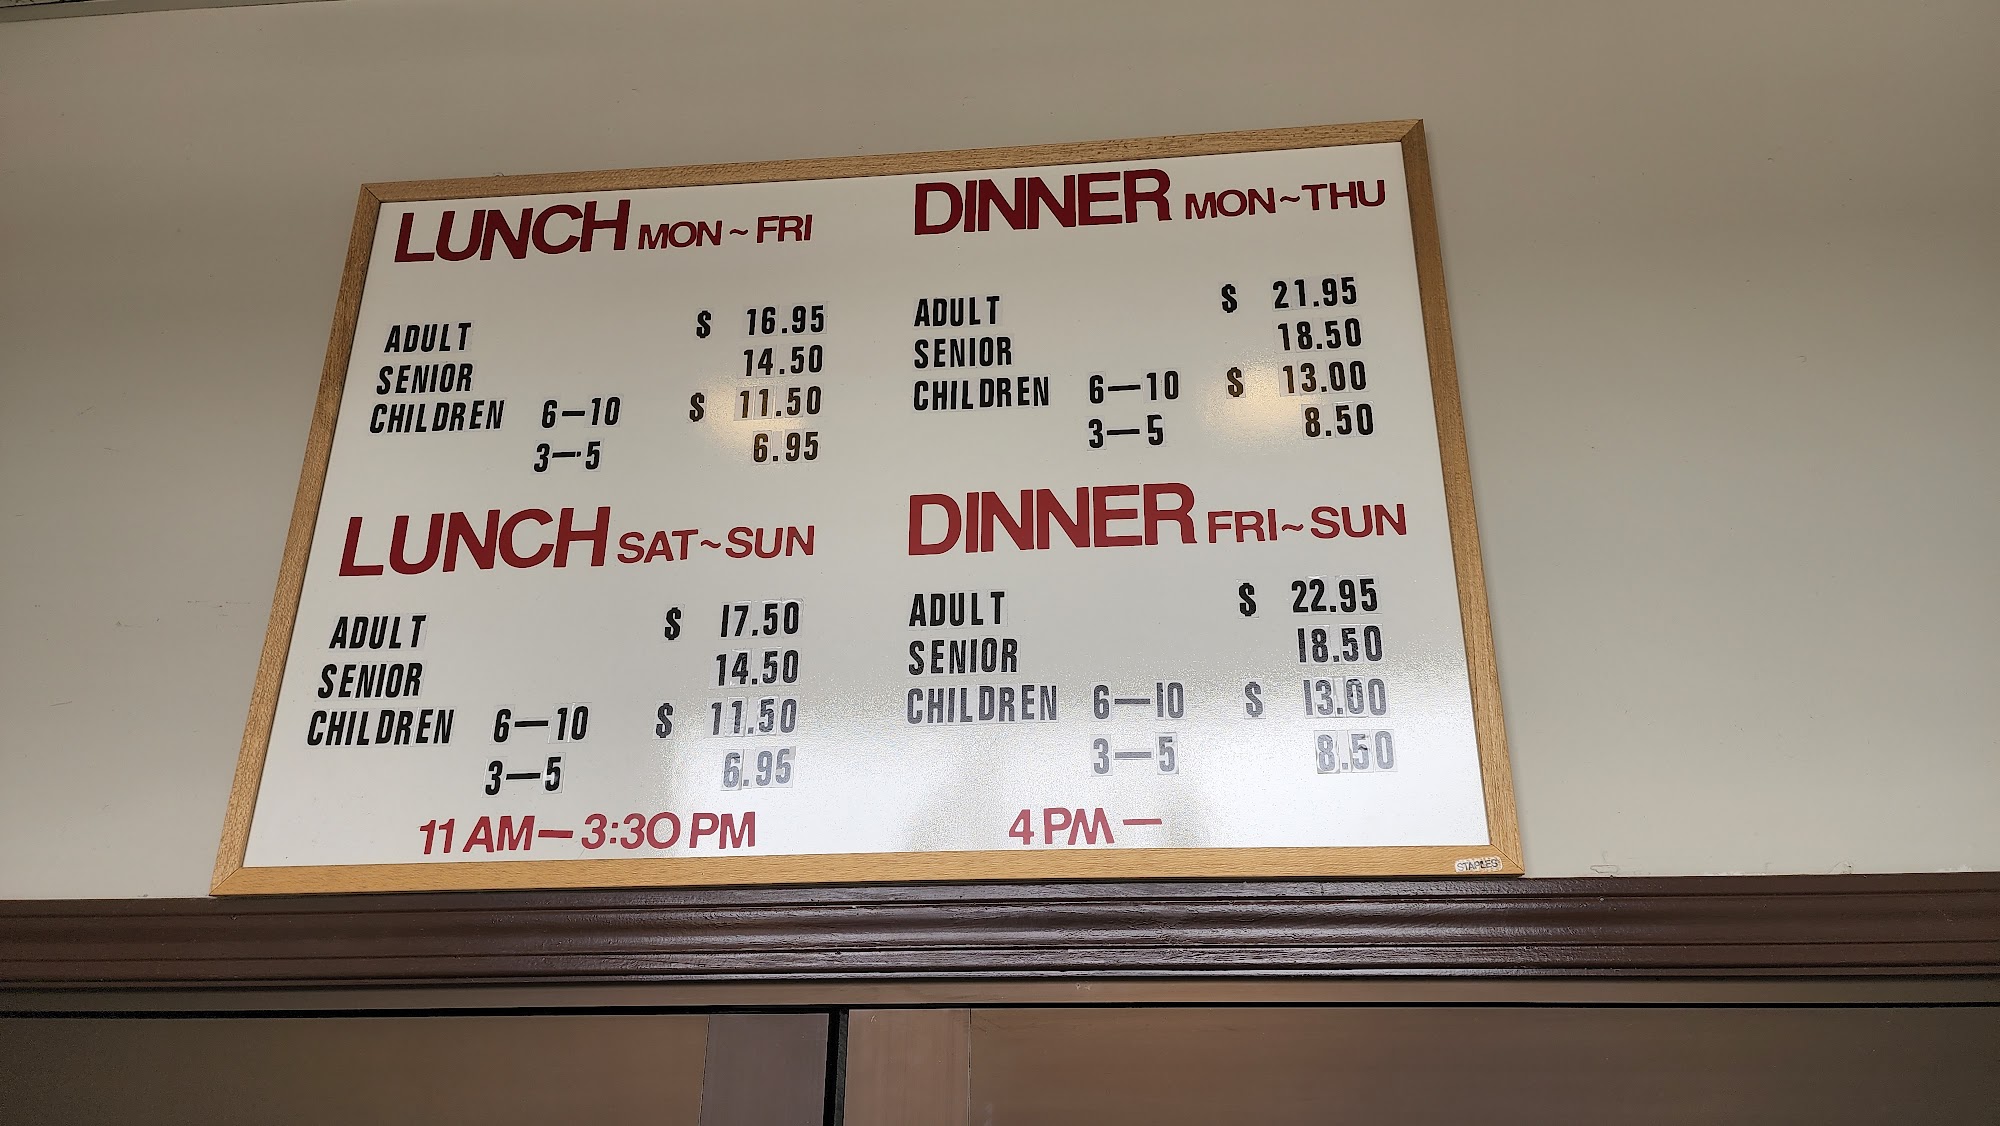 LUNCH MON~FRI
ADULT $ 16.95
SENIOR 14.50
CHILDREN 6—10 $ 11.50
3—5 6.95
LUNCH SAT~SUN
ADULT $ 17.50
SENIOR 14.50
CHILDREN 6—10 $ 11.50
3—5 6.95
11 AM—3:30 PM
DINNER MON~THU
ADULT $ 21.95
SENIOR 18.50
CHILDREN 6—10 $ 13.00
3—5 8.50
DINNER FRI~SUN
ADULT $ 22.95
SENIOR 18.50
CHILDREN 6—10 $ 13.00
3—5 8.50
4 PM—
STAPLES